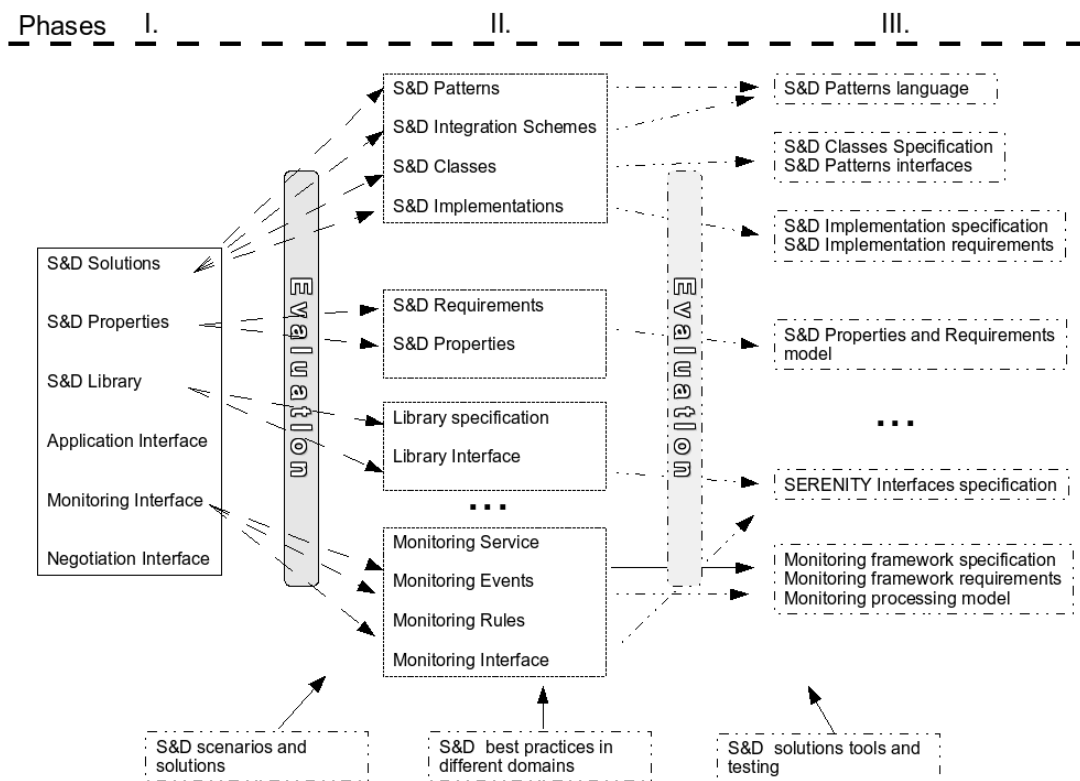 Phases I. II. III.
S&D Solutions
S&D Properties
S&D Library
Application Interface
Monitoring Interface
Negotiation Interface
Evaluation
S&D Patterns
S&D Integration Schemes
S&D Classes
S&D Implementations
S&D Requirements
S&D Properties
Library specification
Library Interface
...
Monitoring Service
Monitoring Events
Monitoring Rules
Monitoring Interface
Evaluation
S&D Patterns language
S&D Classes Specification
S&D Patterns interfaces
S&D Implementation specification
S&D Implementation requirements
S&D Properties and Requirements
model
...
SERENITY Interfaces specification
Monitoring framework specification
Monitoring framework requirements
Monitoring processing model
S&D scenarios and
solutions
S&D best practices in
different domains
S&D solutions tools and
testing